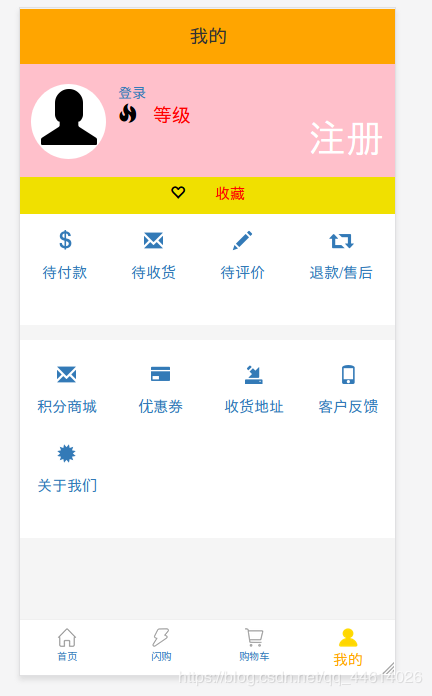 我的
登录
等级
注册
收藏
待付款 待收货 待评价 退款/售后
积分商城 优惠券 收货地址 客户反馈
关于我们
首页 闪购 购物车 我的
https://blog.csdn.net/qq_44614026